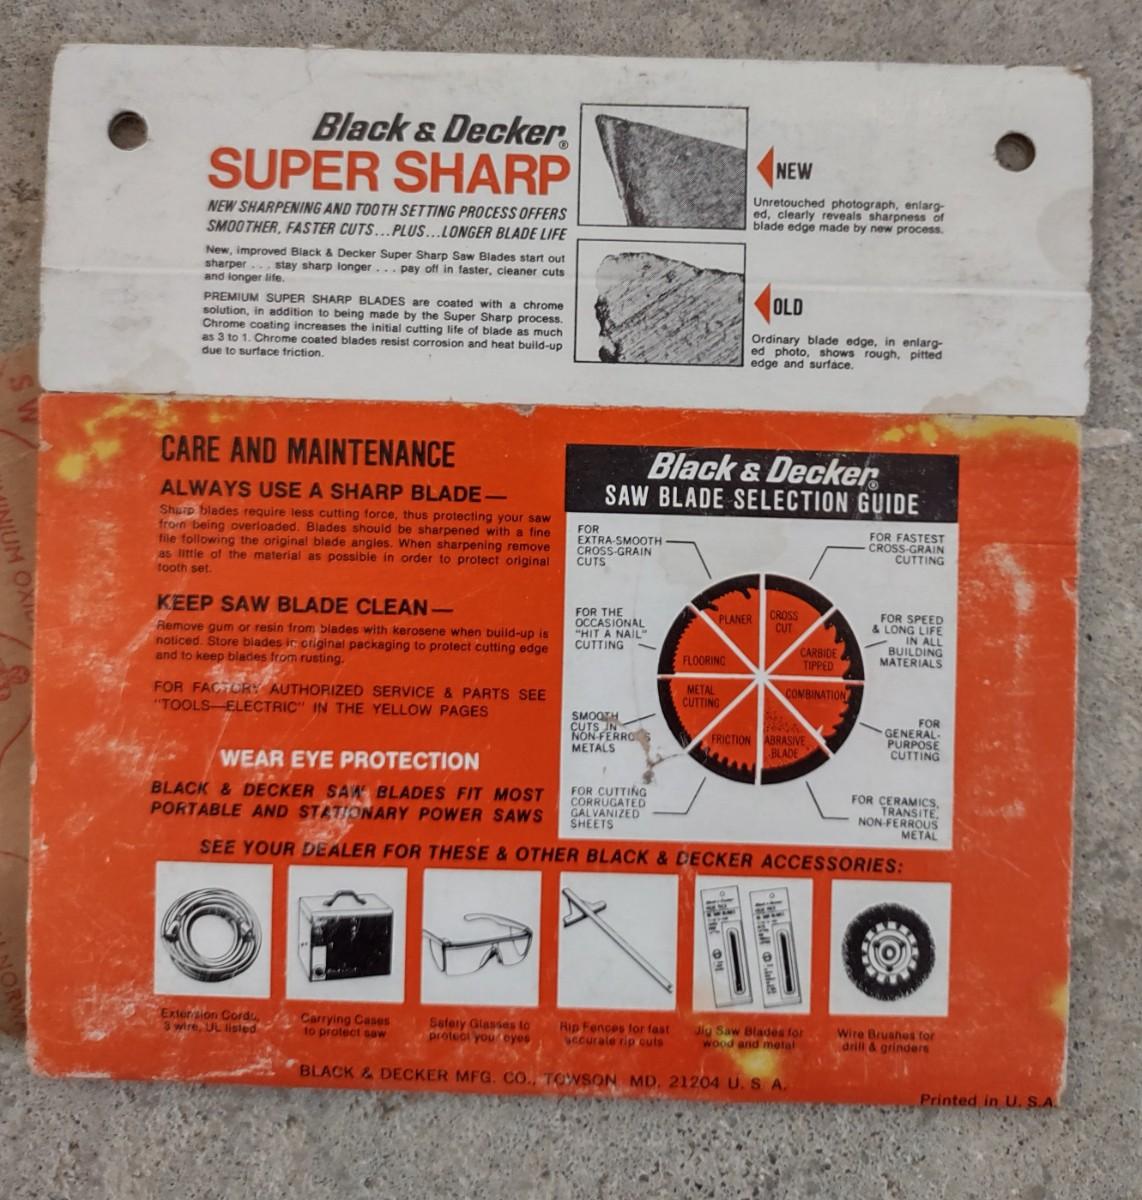 Black & Decker®
SUPER SHARP
NEW SHARPENING AND TOOTH SETTING PROCESS OFFERS
SMOOTHER, FASTER CUTS...PLUS...LONGER BLADE LIFE
New, improved Black & Decker Super Sharp Saw Blades start out
sharper . . . stay sharp longer . . . pay off in faster, cleaner cuts
and longer life.
PREMIUM SUPER SHARP BLADES are coated with a chrome
solution, in addition to being made by the Super Sharp process.
Chrome coating increases the initial cutting life of blade as much
as 3 to 1. Chrome coated blades resist corrosion and heat build-up
due to surface friction.
NEW
Unretouched photograph, enlarg-
ed, clearly reveals sharpness of
blade edge made by new process.
OLD
Ordinary blade edge, in enlarg-
ed photo, shows rough, pitted
edge and surface.
CARE AND MAINTENANCE
ALWAYS USE A SHARP BLADE—
Sharp blades require less cutting force, thus protecting your saw
from being overloaded. Blades should be sharpened with a fine
file following the original blade angles. When sharpening remove
as little of the material as possible in order to protect original
tooth set.
KEEP SAW BLADE CLEAN—
Remove gum or resin from blades with kerosene when build-up is
noticed. Store blades in original packaging to protect cutting edge
and to keep blades from rusting.
FOR FACTORY AUTHORIZED SERVICE & PARTS SEE
"TOOLS—ELECTRIC" IN THE YELLOW PAGES
WEAR EYE PROTECTION
BLACK & DECKER SAW BLADES FIT MOST
PORTABLE AND STATIONARY POWER SAWS
Black & Decker®
SAW BLADE SELECTION GUIDE
FOR
EXTRA-SMOOTH
CROSS-GRAIN
CUTS
FOR FASTEST
CROSS-GRAIN
CUTTING
FOR THE
OCCASIONAL
"HIT A NAIL"
CUTTING
FOR SPEED
& LONG LIFE
IN ALL
BUILDING
MATERIALS
PLANER
CROSS
CUT
FLOORING
CARBIDE
TIPPED
METAL
CUTTING
COMBINATION
FRICTION
ABRASIVE
BLADE
SMOOTH
CUTS IN
NON-FERROUS
METALS
FOR
GENERAL-
PURPOSE
CUTTING
FOR CUTTING
CORRUGATED
GALVANIZED
SHEETS
FOR CERAMICS,
TRANSITE,
NON-FERROUS
METAL
SEE YOUR DEALER FOR THESE & OTHER BLACK & DECKER ACCESSORIES:
Black & Decker
Black & Decker
Extension Cords,
3 wire, UL listed
Carrying Cases
to protect saw
Safety Glasses to
protect your eyes
Rip Fences for fast
accurate rip cuts
Jig Saw Blades for
wood and metal
Wire Brushes for
drill & grinders
BLACK & DECKER MFG. CO., TOWSON MD. 21204 U. S. A.
Printed in U. S.A.